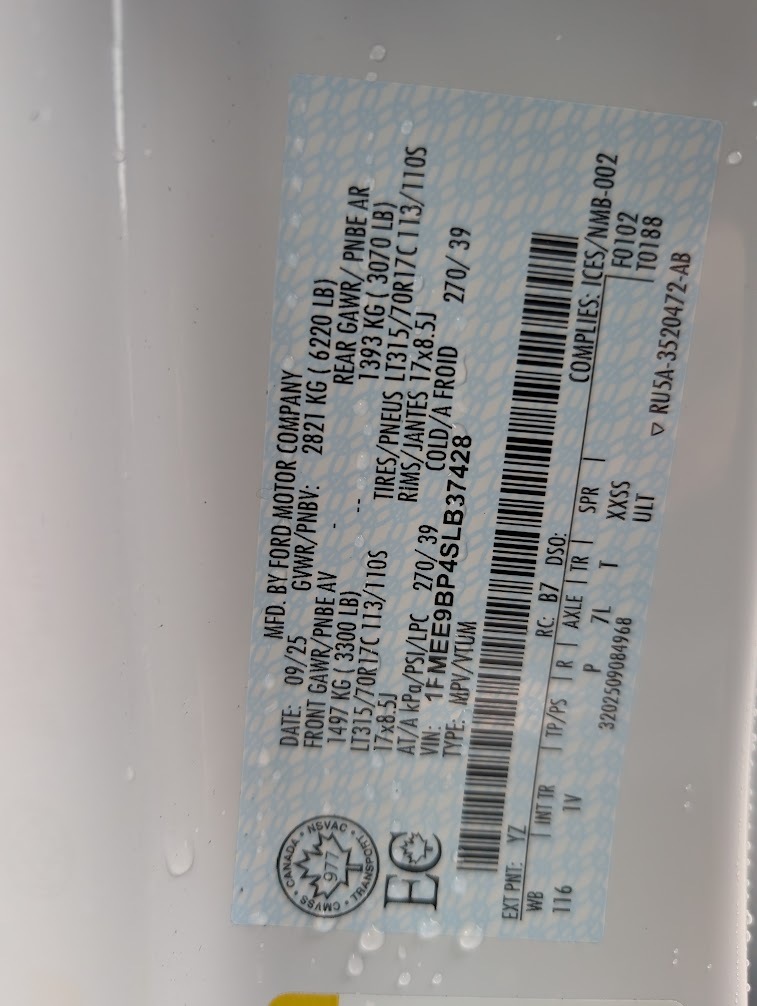 MFD. BY FORD MOTOR COMPANY
DATE: 09/25 GVWR/PNBV: 2821 KG ( 6220 LB)
FRONT GAWR/PNBE AV - REAR GAWR/ PNBE AR
1497 KG ( 3300 LB) -- 1393 KG ( 3070 LB)
LT315/70R17C 113/110S TIRES/PNEUS LT315/70R17C 113/110S
17x8.5J RIMS/JANTES 17x8.5J
AT/A kPa/PSI/LPC 270/ 39 COLD/A FROID 270/ 39
VIN: 1FMEE9BP4SLB37428
TYPE: MPV/VTUM
CANADA • NSVAC • TRANSPORT • CMVSS •
977
EC
EXT PNT: YZ RC: B7 DSO: COMPLIES: ICES/NMB-002
WB | INT TR | TP/PS | R | AXLE | TR | SPR | F0102
116 1V P 7L T XXSS T0188
3202509084968 ULT
▽ RU5A-3520472-AB